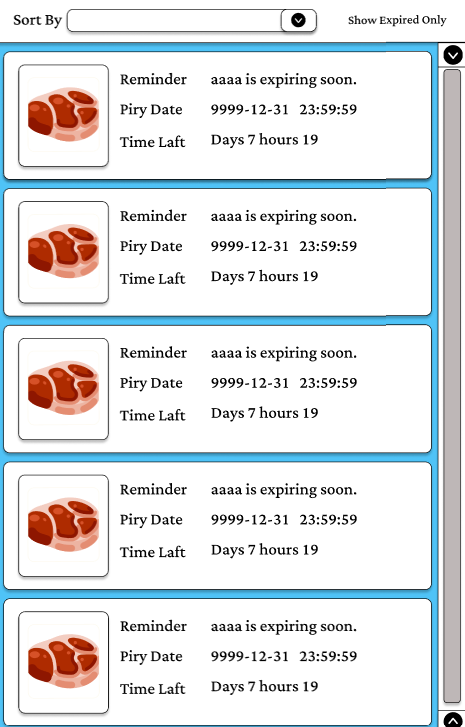 Sort By
Show Expired Only
Reminder aaaa is expiring soon.
Piry Date 9999-12-31 23:59:59
Time Laft Days 7 hours 19
Reminder aaaa is expiring soon.
Piry Date 9999-12-31 23:59:59
Time Laft Days 7 hours 19
Reminder aaaa is expiring soon.
Piry Date 9999-12-31 23:59:59
Time Laft Days 7 hours 19
Reminder aaaa is expiring soon.
Piry Date 9999-12-31 23:59:59
Time Laft Days 7 hours 19
Reminder aaaa is expiring soon.
Piry Date 9999-12-31 23:59:59
Time Laft Days 7 hours 19